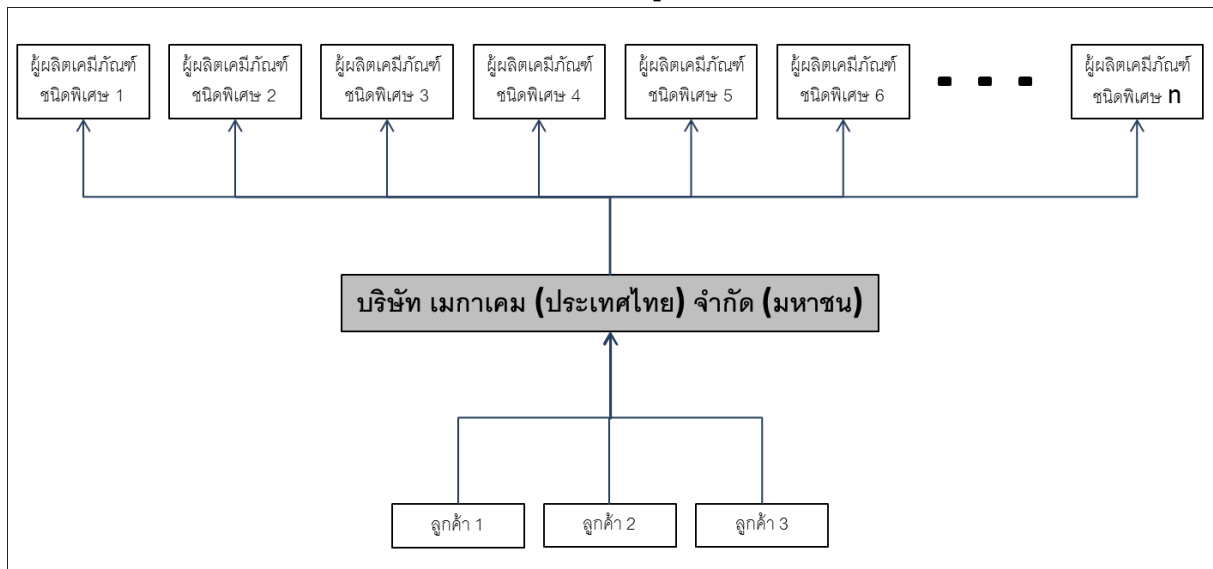 ผู้ผลิตเคมีภัณฑ์
ชนิดพิเศษ 1
ผู้ผลิตเคมีภัณฑ์
ชนิดพิเศษ 2
ผู้ผลิตเคมีภัณฑ์
ชนิดพิเศษ 3
ผู้ผลิตเคมีภัณฑ์
ชนิดพิเศษ 4
ผู้ผลิตเคมีภัณฑ์
ชนิดพิเศษ 5
ผู้ผลิตเคมีภัณฑ์
ชนิดพิเศษ 6
- - -
ผู้ผลิตเคมีภัณฑ์
ชนิดพิเศษ n
บริษัท เมกาเคม (ประเทศไทย) จำกัด (มหาชน)
ลูกค้า 1
ลูกค้า 2
ลูกค้า 3